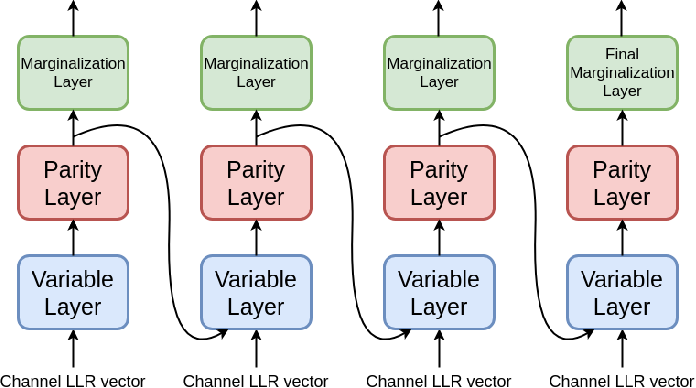 Marginalization
Layer
Marginalization
Layer
Marginalization
Layer
Final
Marginalization
Layer
Parity
Layer
Parity
Layer
Parity
Layer
Parity
Layer
Variable
Layer
Variable
Layer
Variable
Layer
Variable
Layer
Channel LLR vector
Channel LLR vector
Channel LLR vector
Channel LLR vector